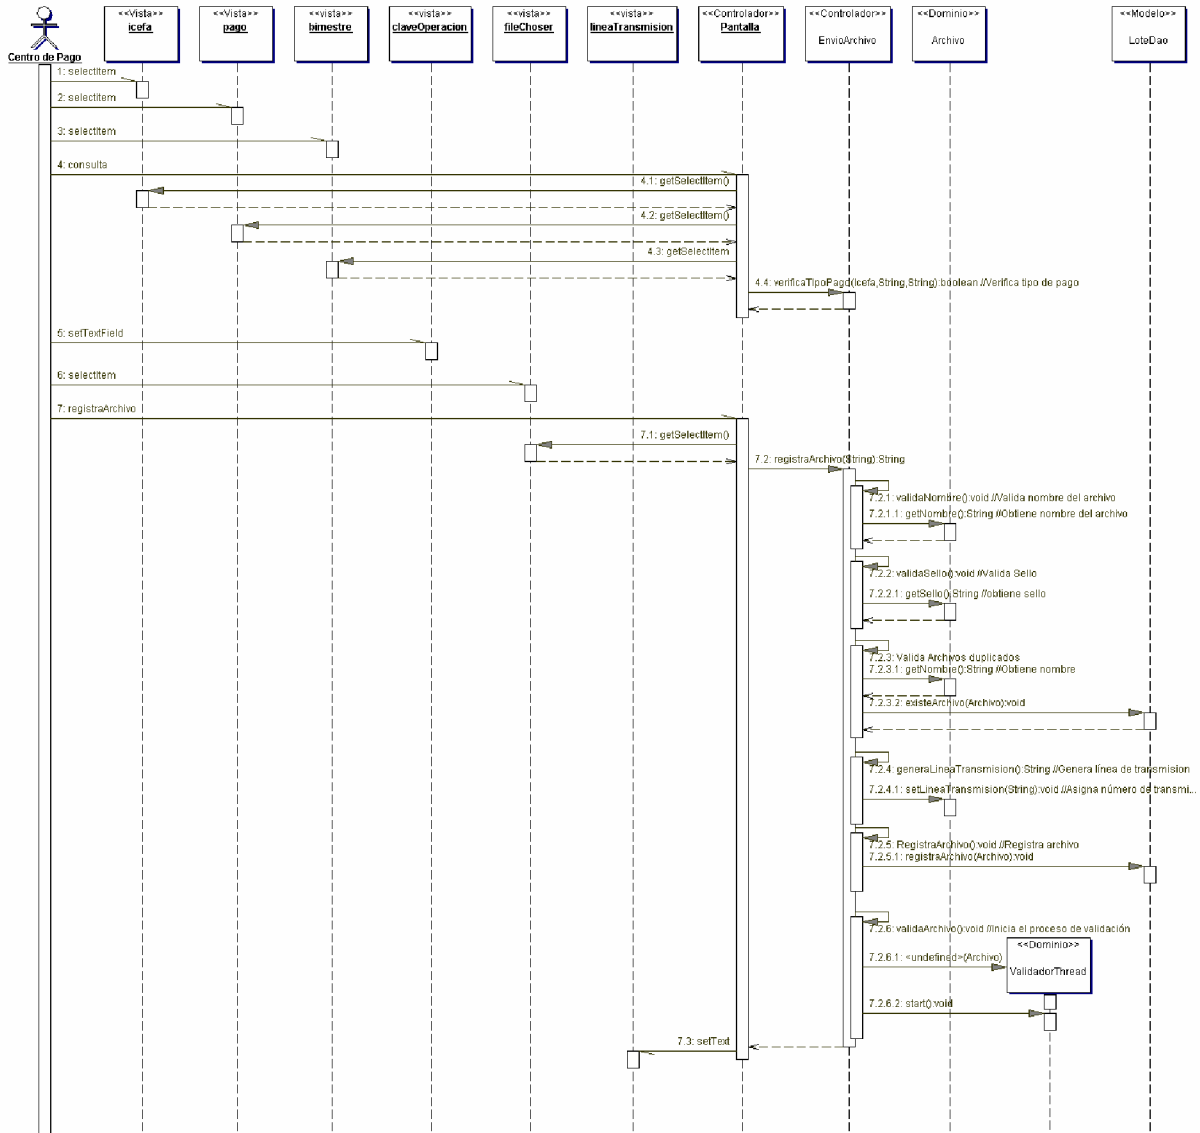 <<Vista>>
icefa
<<Vista>>
pago
<<vista>>
bimestre
<<vista>>
claveOperacion
<<vista>>
fileChoser
<<vista>>
lineaTransmision
<<Controlador>>
Pantalla
<<Controlador>>
EnvioArchivo
<<Dominio>>
Archivo
<<Modelo>>
LoteDao
Centro de Pago
1: selectItem
2: selectItem
3: selectItem
4: consulta
4.1: getSelectItem()
4.2: getSelectItem()
4.3: getSelectItem
4.4: verificaTipoPago(Icefa,String,String):boolean //Verifica tipo de pago
5: setTextField
6: selectItem
7: registraArchivo
7.1: getSelectItem()
7.2: registraArchivo(String):String
7.2.1: validaNombre():void //Valida nombre del archivo
7.2.1.1: getNombre():String //Obtiene nombre del archivo
7.2.2: validaSello():void //Valida Sello
7.2.2.1: getSello():String //obtiene sello
7.2.3: Valida Archivos duplicados
7.2.3.1: getNombre():String //Obtiene nombre
7.2.3.2: existeArchivo(Archivo):void
7.2.4: generaLineaTransmision():String //Genera línea de transmision
7.2.4.1: setLineaTransmision(String):void //Asigna número de transmi...
7.2.5: RegistraArchivo():void //Registra archivo
7.2.5.1: registraArchivo(Archivo):void
7.2.6: validaArchivo():void //Inicia el proceso de validación
<<Dominio>>
ValidadorThread
7.2.6.1: <undefined>(Archivo)
7.2.6.2: start():void
7.3: setText